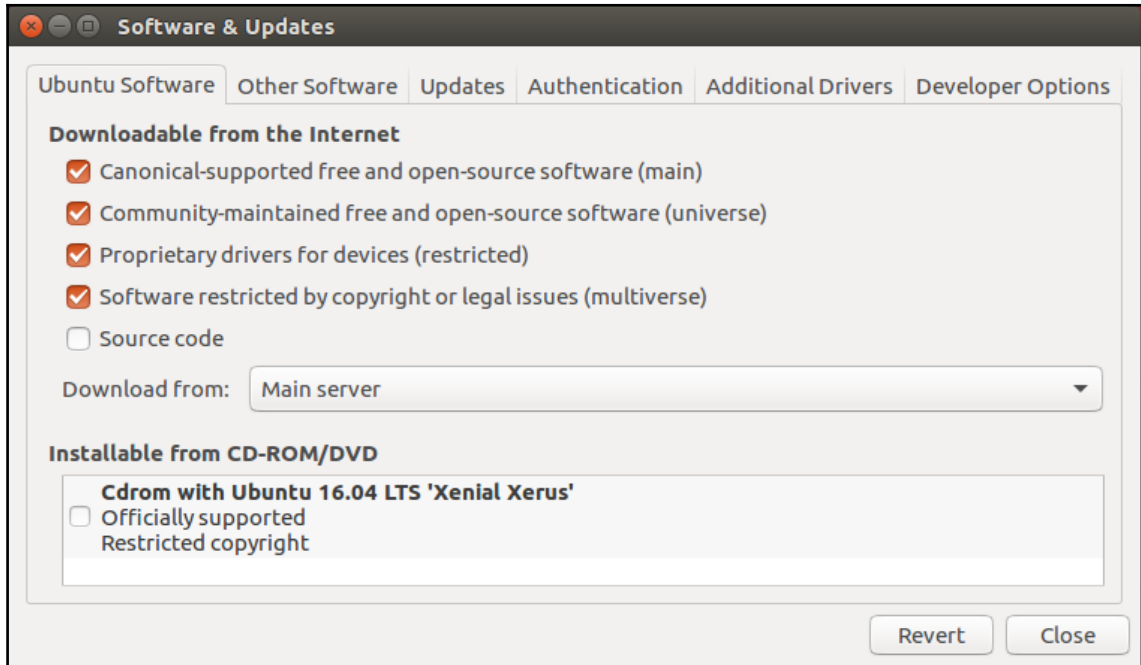 Software & Updates
Ubuntu Software Other Software Updates Authentication Additional Drivers Developer Options
Downloadable from the Internet
Canonical-supported free and open-source software (main)
Community-maintained free and open-source software (universe)
Proprietary drivers for devices (restricted)
Software restricted by copyright or legal issues (multiverse)
Source code
Download from: Main server
Installable from CD-ROM/DVD
Cdrom with Ubuntu 16.04 LTS 'Xenial Xerus'
Officially supported
Restricted copyright
Revert Close